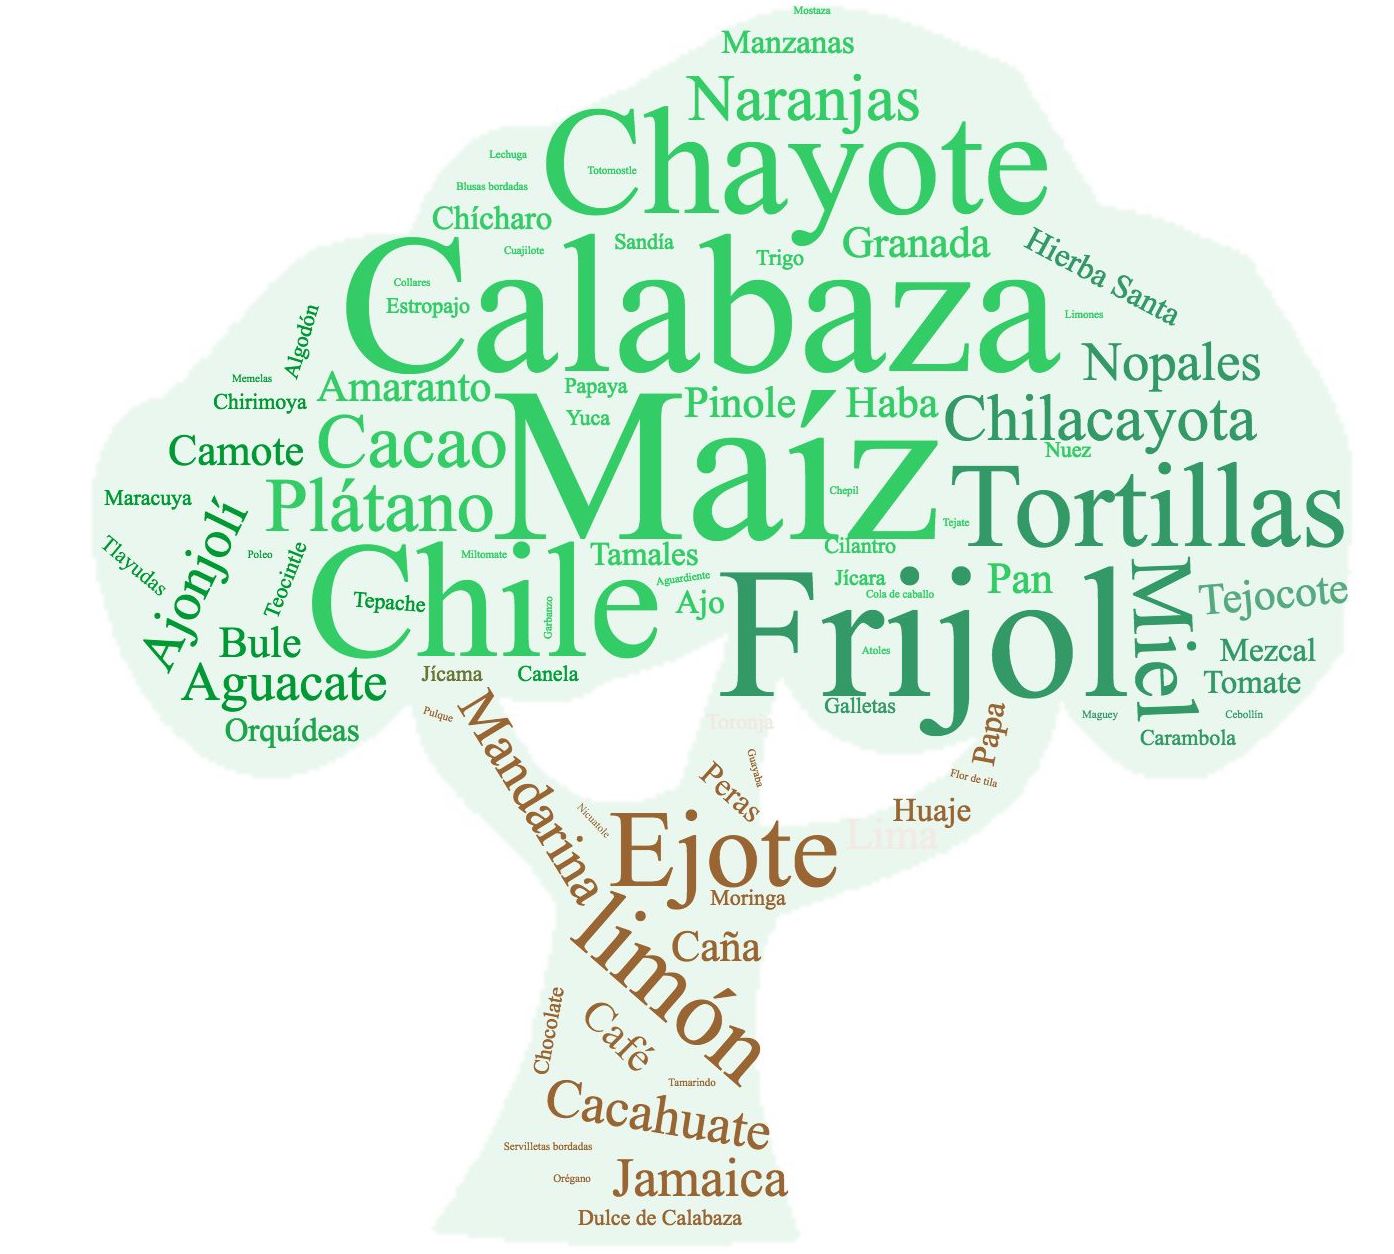 Mostaza
Manzanas
Naranjas
Chayote
Lechuga
Totomostle
Blusas bordadas
Chícharo
Sandía
Granada
Hierba Santa
Cuajilote
Trigo
Calabaza
Collares
Estropajo
Limones
Algodón
Nopales
Memelas
Amaranto
Papaya
Chirimoya
Pinole
Haba
Yuca
Chilacayota
Maíz
Camote
Cacao
Nuez
Maracuya
Plátano
Chepil
Tortillas
Tejate
Ajonjolí
Tlayudas
Poleo
Teocintle
Miltomate
Tamales
Cilantro
Chile
Aguardiente
Jícara
Pan
Cola de caballo
Tejocote
Tepache
Garbanzo
Ajo
Frijol
Miel
Bule
Atoles
Mezcal
Aguacate
Jícama
Canela
Tomate
Galletas
Pulque
Toronja
Maguey
Cebollín
Orquídeas
Carambola
Mandarina
Papa
Guayaba
Peras
Flor de tila
Nicuatole
Huaje
Ejote
Lima
Moringa
limón
Caña
Chocolate
Café
Tamarindo
Cacahuate
Servilletas bordadas
Orégano
Jamaica
Dulce de Calabaza